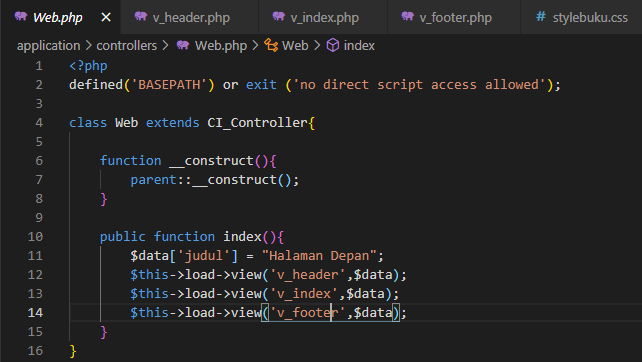 Web.php × v_header.php v_index.php v_footer.php # stylebuku.css
application > controllers > Web.php > Web > index
1 <?php
2 defined('BASEPATH') or exit ('no direct script access allowed');
3
4 class Web extends CI_Controller{
5
6 function __construct(){
7 parent::__construct();
8 }
9
10 public function index(){
11 $data['judul'] = "Halaman Depan";
12 $this->load->view('v_header',$data);
13 $this->load->view('v_index',$data);
14 $this->load->view('v_footer',$data);
15 }
16 }